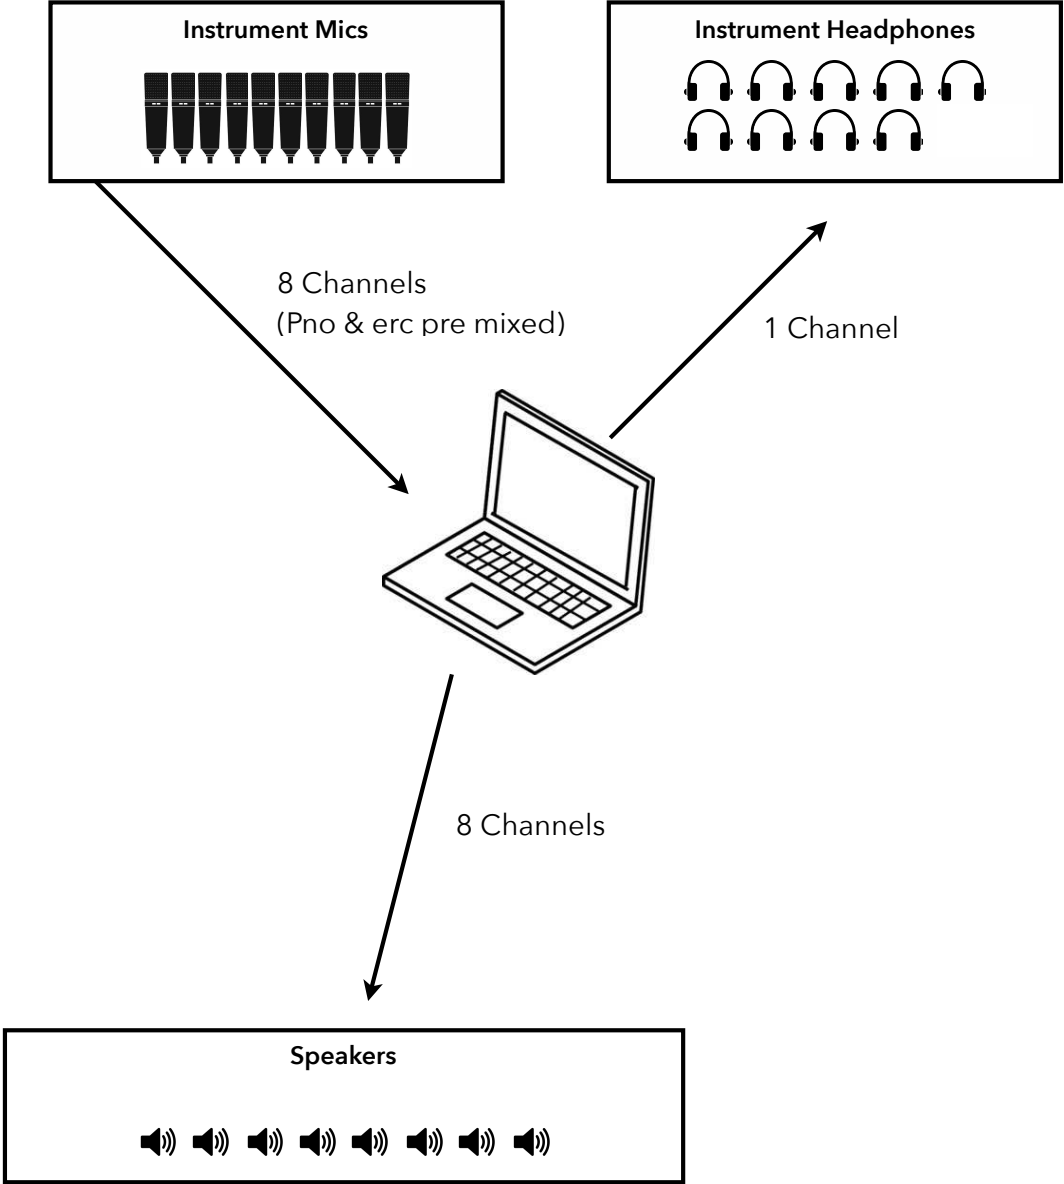 Instrument Mics
Instrument Headphones
8 Channels
(Pno & erc pre mixed)
1 Channel
8 Channels
Speakers